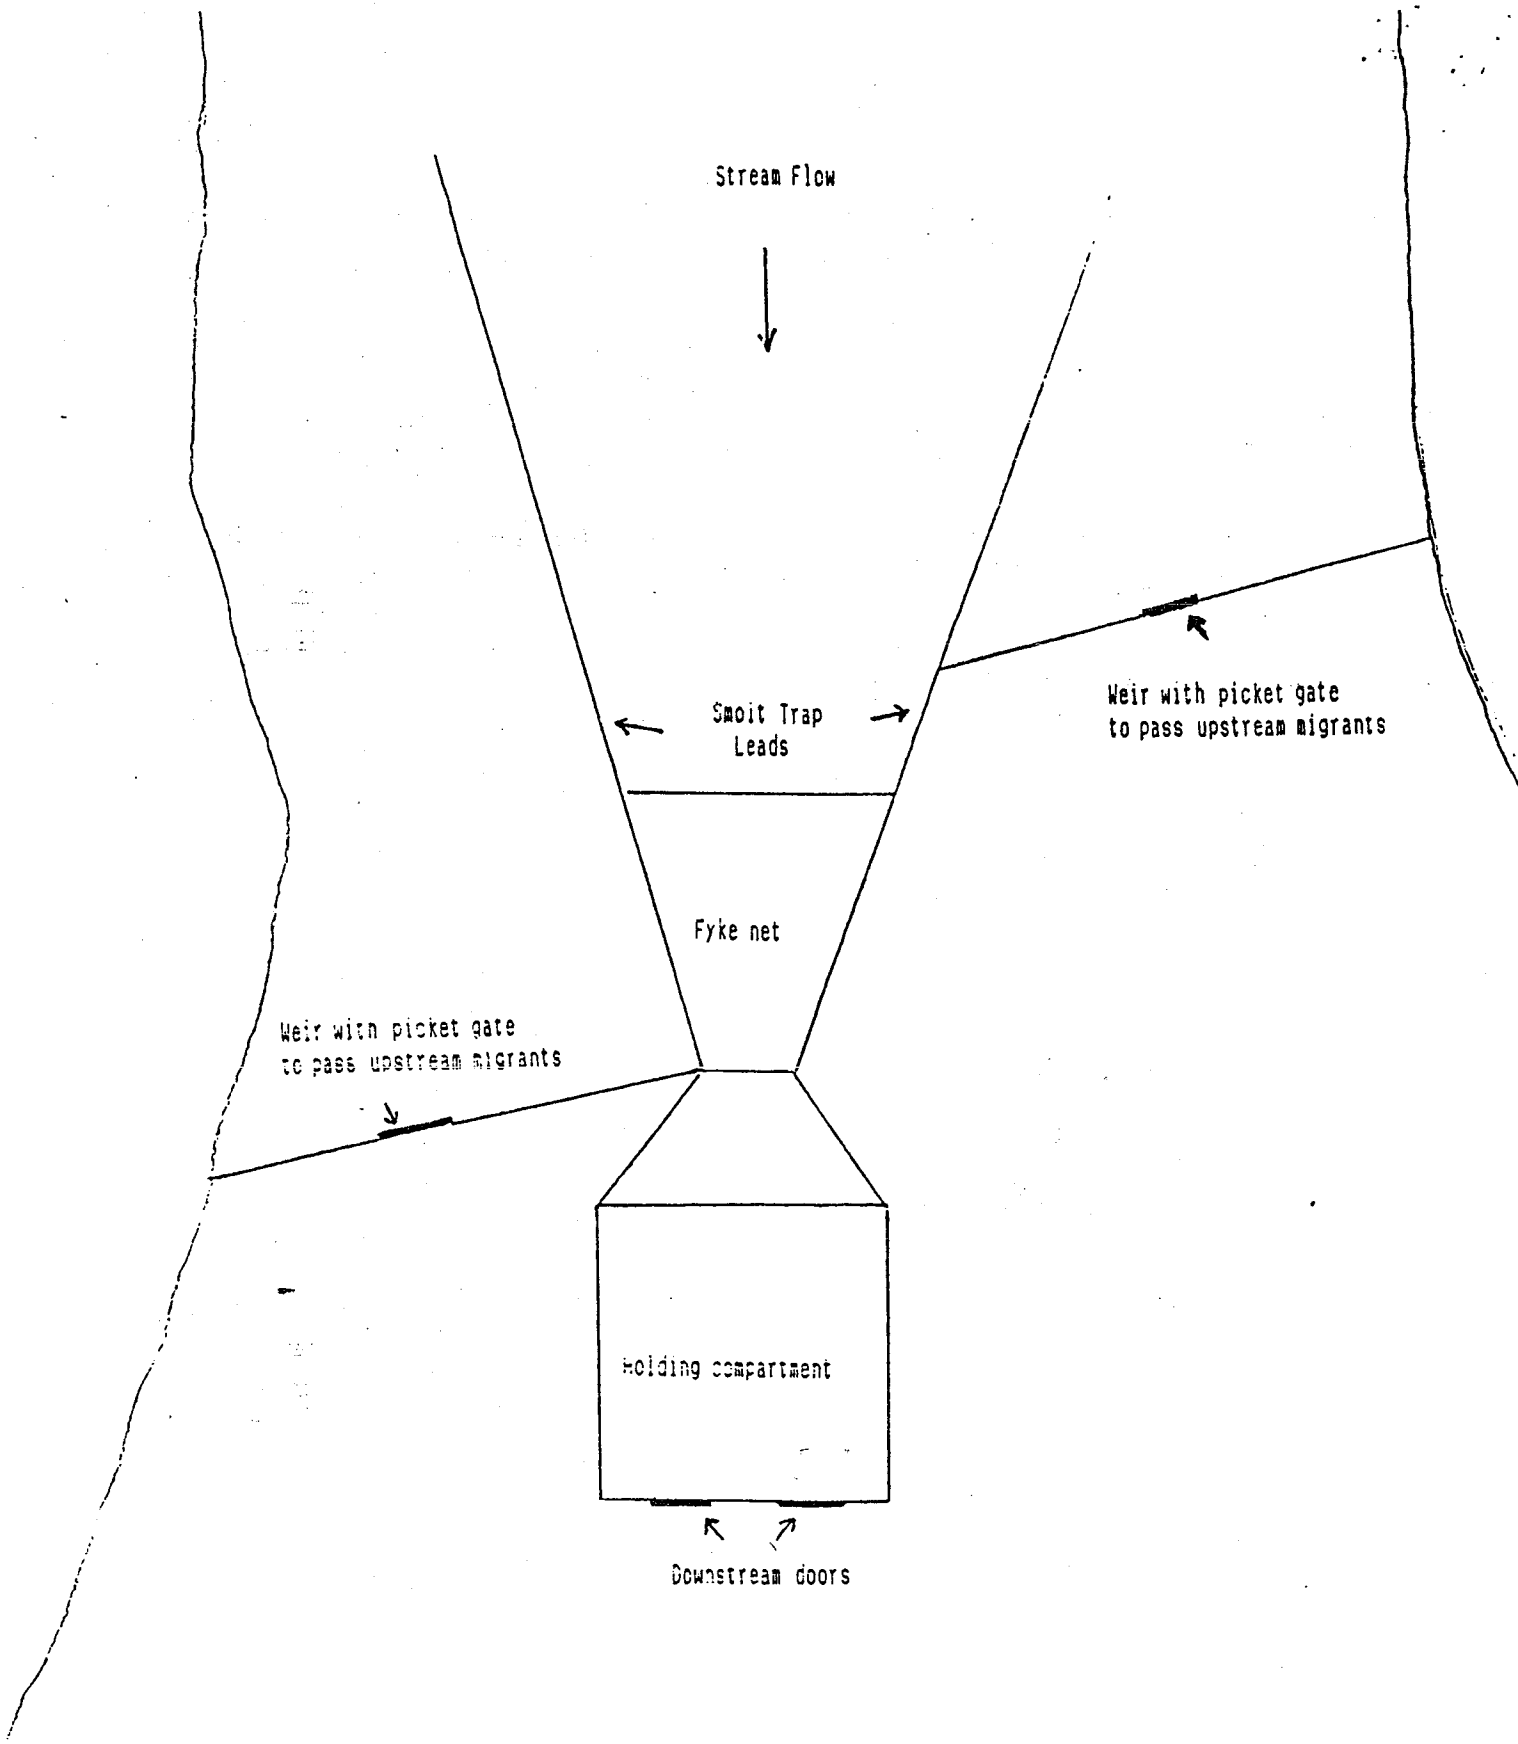 Stream Flow
Smolt Trap
Leads
Weir with picket gate
to pass upstream migrants
Fyke net
Weir with picket gate
to pass upstream migrants
Holding compartment
Downstream doors